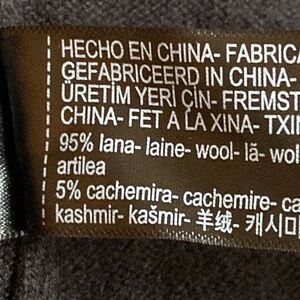 HECHO EN CHINA- FABRICA
GEFABRICEERD IN CHINA-
ÜRETİM YERİ ÇİN- FREMST
CHINA- FET A LA XINA- TXIN
95% lana- laine- wool- lã- wol
artilea
5% cachemira- cachemire- ca
kashmir- kašmir- 羊绒- 캐시미